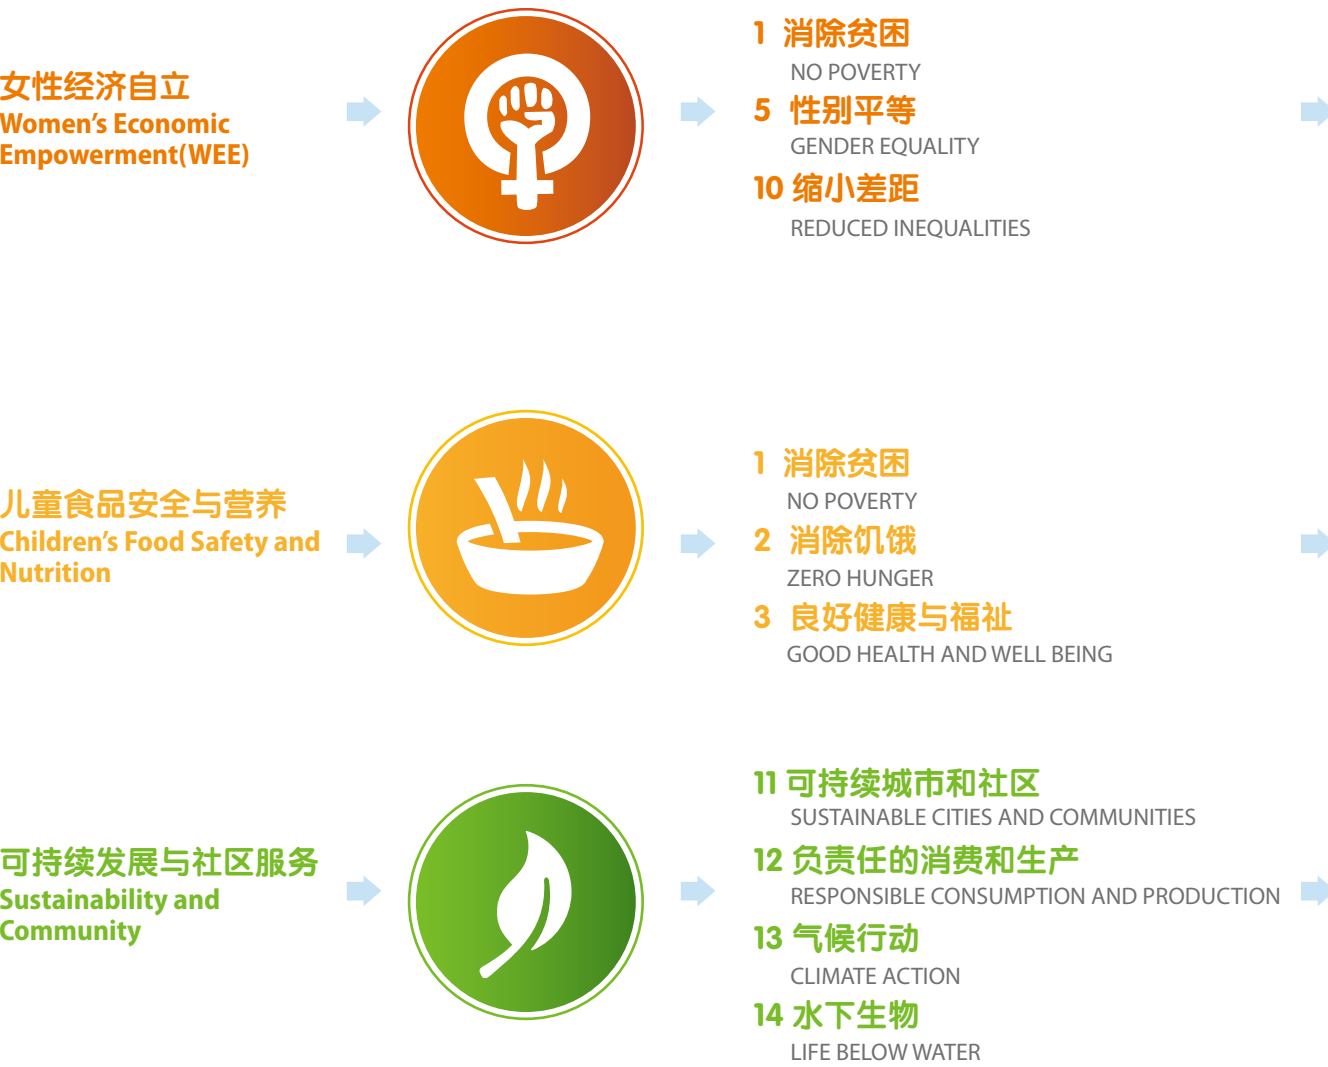 女性经济自立
Women's Economic
Empowerment(WEE)
1 消除贫困
NO POVERTY
5 性别平等
GENDER EQUALITY
10 缩小差距
REDUCED INEQUALITIES
儿童食品安全与营养
Children's Food Safety and
Nutrition
1 消除贫困
NO POVERTY
2 消除饥饿
ZERO HUNGER
3 良好健康与福祉
GOOD HEALTH AND WELL BEING
可持续发展与社区服务
Sustainability and
Community
11 可持续城市和社区
SUSTAINABLE CITIES AND COMMUNITIES
12 负责任的消费和生产
RESPONSIBLE CONSUMPTION AND PRODUCTION
13 气候行动
CLIMATE ACTION
14 水下生物
LIFE BELOW WATER